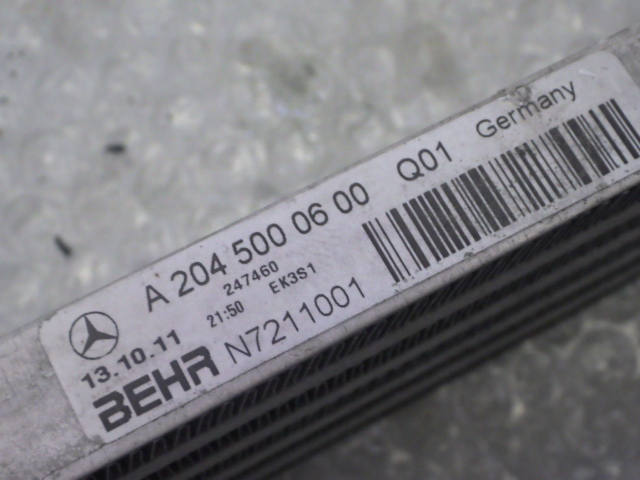 A 204 500 06 00 Q01 Germany
247460
13.10.11 21:50 EK3S1
BEHR N7211001